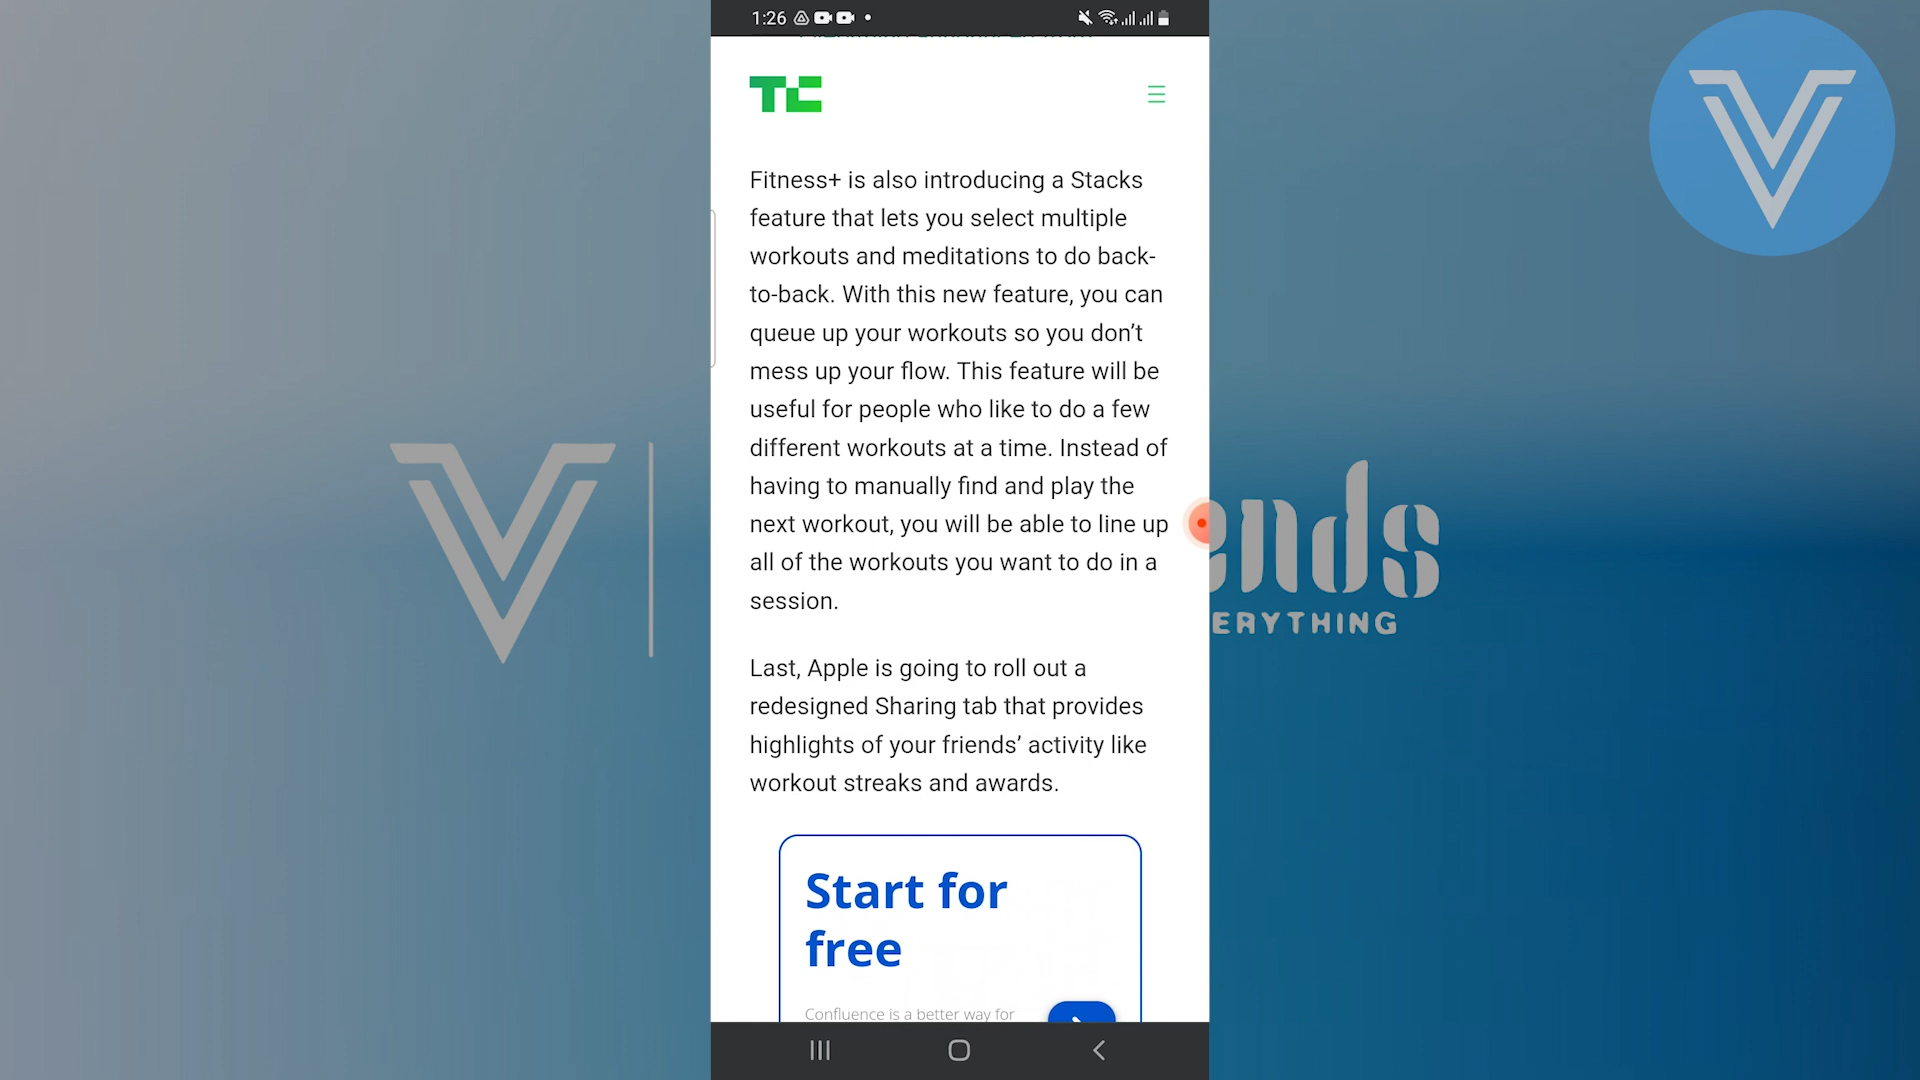 1:26
TC
Fitness+ is also introducing a Stacks
feature that lets you select multiple
workouts and meditations to do back-
to-back. With this new feature, you can
queue up your workouts so you don’t
mess up your flow. This feature will be
useful for people who like to do a few
different workouts at a time. Instead of
having to manually find and play the
next workout, you will be able to line up
all of the workouts you want to do in a
session.
Last, Apple is going to roll out a
redesigned Sharing tab that provides
highlights of your friends’ activity like
workout streaks and awards.
Start for
free
Confluence is a better way for
ends
ERYTHING